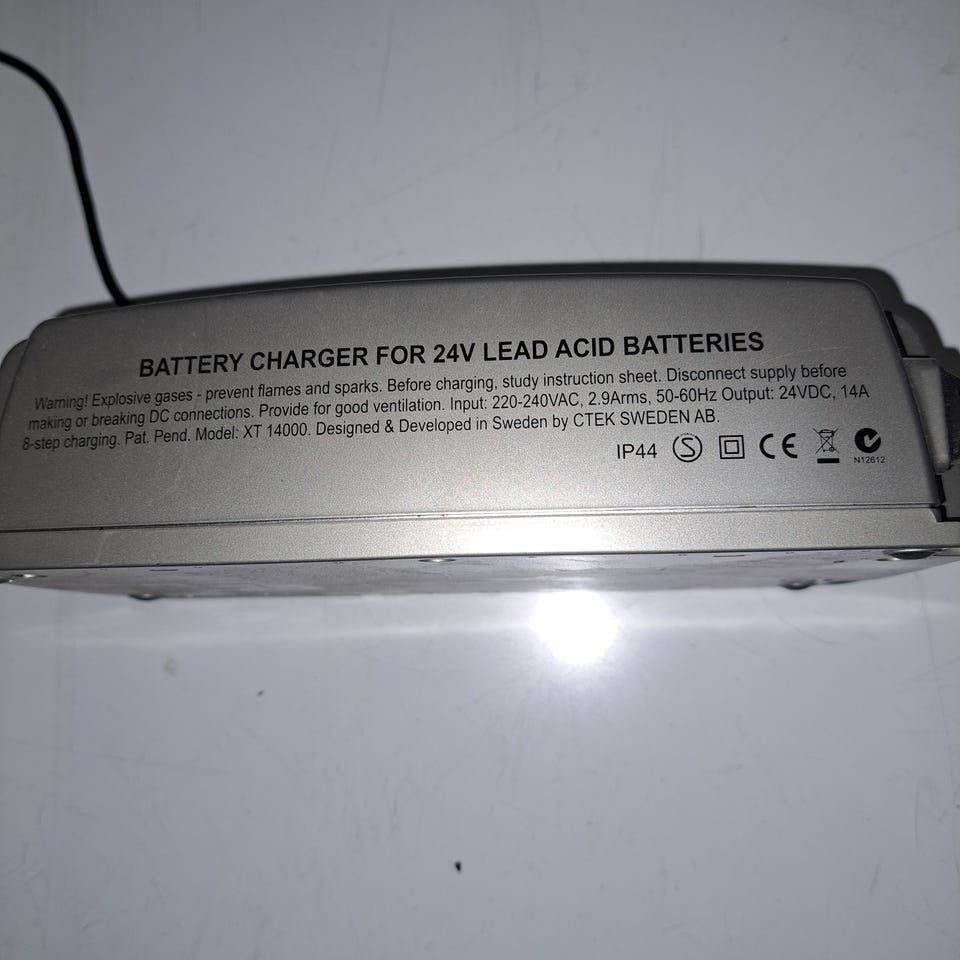 BATTERY CHARGER FOR 24V LEAD ACID BATTERIES
Warning! Explosive gases - prevent flames and sparks. Before charging, study instruction sheet. Disconnect supply before
making or breaking DC connections. Provide for good ventilation. Input: 220-240VAC, 2.9Arms, 50-60Hz Output: 24VDC, 14A
8-step charging. Pat. Pend. Model: XT 14000. Designed & Developed in Sweden by CTEK SWEDEN AB.
IP44 S CE
N12612